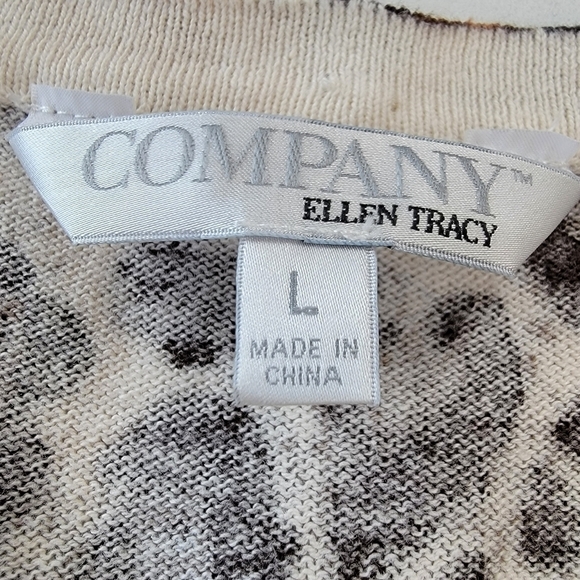 COMPANY™
ELLEN TRACY
L
MADE IN
CHINA